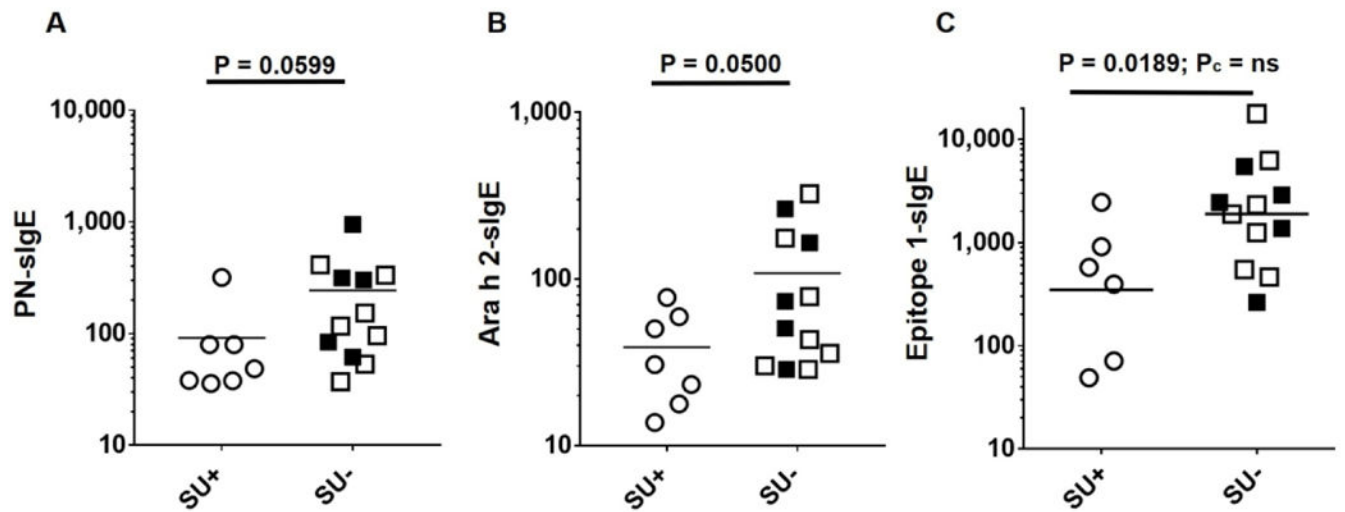 A
P = 0.0599
PN-sIgE
10,000
1,000
100
10
SU+
SU-
B
P = 0.0500
Ara h 2-sIgE
1,000
100
10
SU+
SU-
C
P = 0.0189; Pc = ns
Epitope 1-sIgE
10,000
1,000
100
10
SU+
SU-